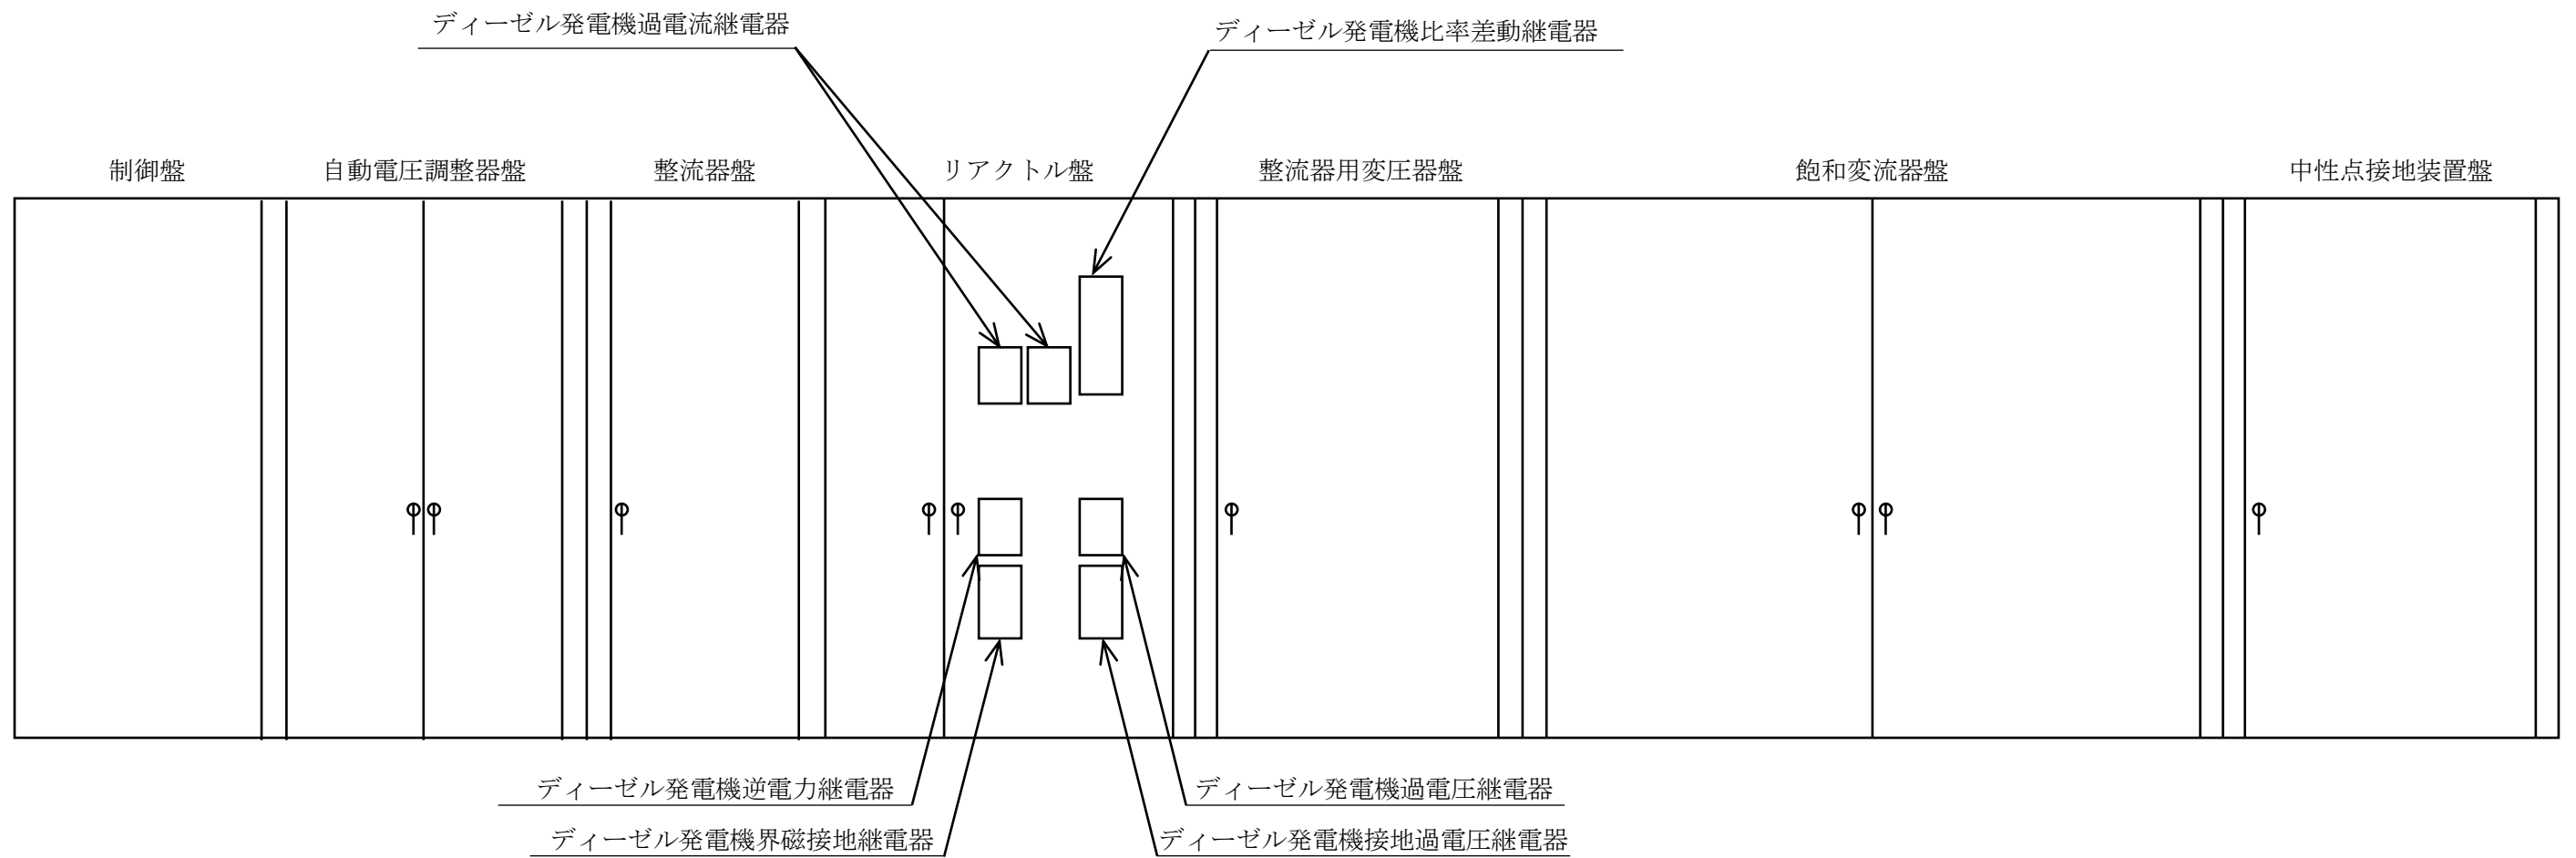 ディーゼル発電機過電流継電器
ディーゼル発電機比率差動継電器
制御盤
自動電圧調整器盤
整流器盤
リアクトル盤
整流器用変圧器盤
飽和変流器盤
中性点接地装置盤
ディーゼル発電機逆電力継電器
ディーゼル発電機過電圧継電器
ディーゼル発電機界磁接地継電器
ディーゼル発電機接地過電圧継電器